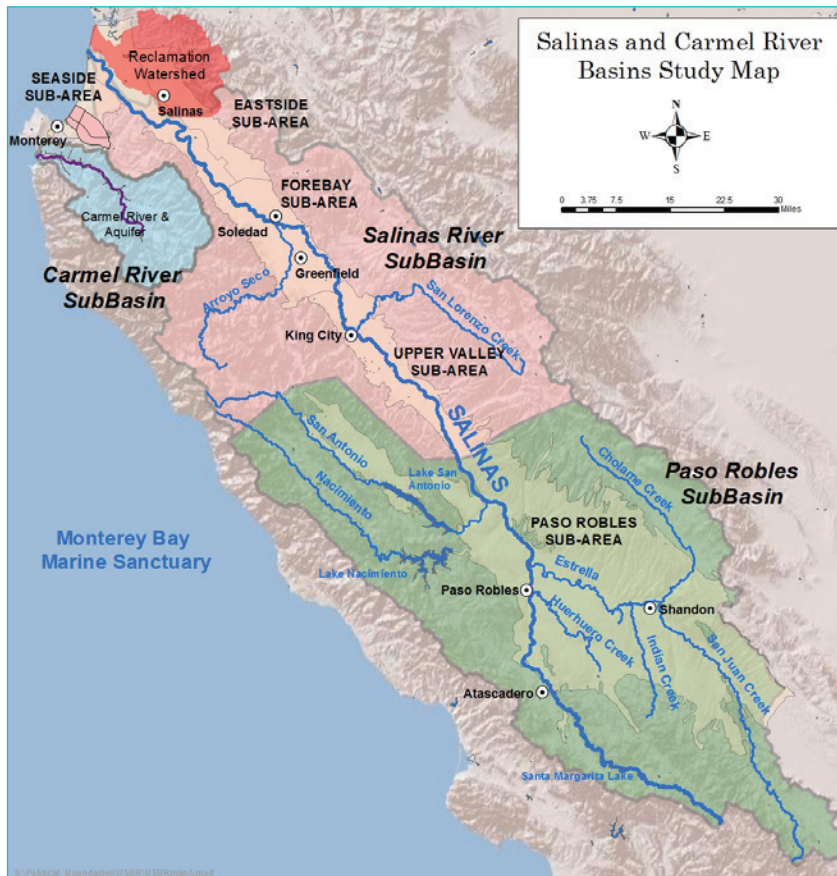 Salinas and Carmel River
Basins Study Map
N
W
E
S
0 3.75 7.5 15 22.5 30
Miles
Reclamation
Watershed
SEASIDE
SUB-AREA
Salinas
EASTSIDE
SUB-AREA
Monterey
FOREBAY
SUB-AREA
Carmel River &
Aquifer
Soledad
Salinas River
SubBasin
Carmel River
SubBasin
Greenfield
Arroyo Seco
San Lorenzo Creek
King City
UPPER VALLEY
SUB-AREA
SALINAS
San Antonio
Cholame Creek
Lake San
Antonio
Paso Robles
SubBasin
Nacimiento
PASO ROBLES
SUB-AREA
Monterey Bay
Marine Sanctuary
Estrella
Lake Nacimiento
Paso Robles
Shandon
Huerhuero Creek
Indian Creek
San Juan Creek
Atascadero
Santa Margarita Lake